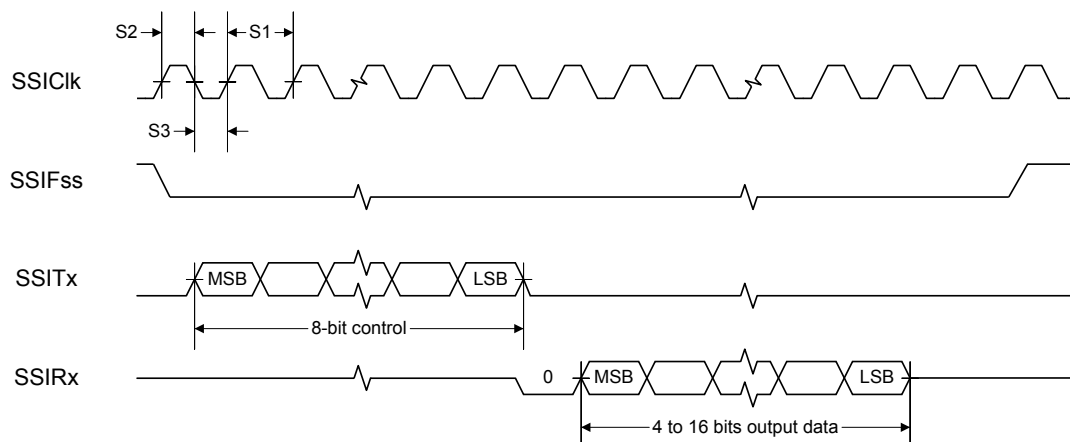 S2
S1
SSIClk
S3
SSIFss
SSITx
MSB
LSB
8-bit control
SSIRx
0
MSB
LSB
4 to 16 bits output data